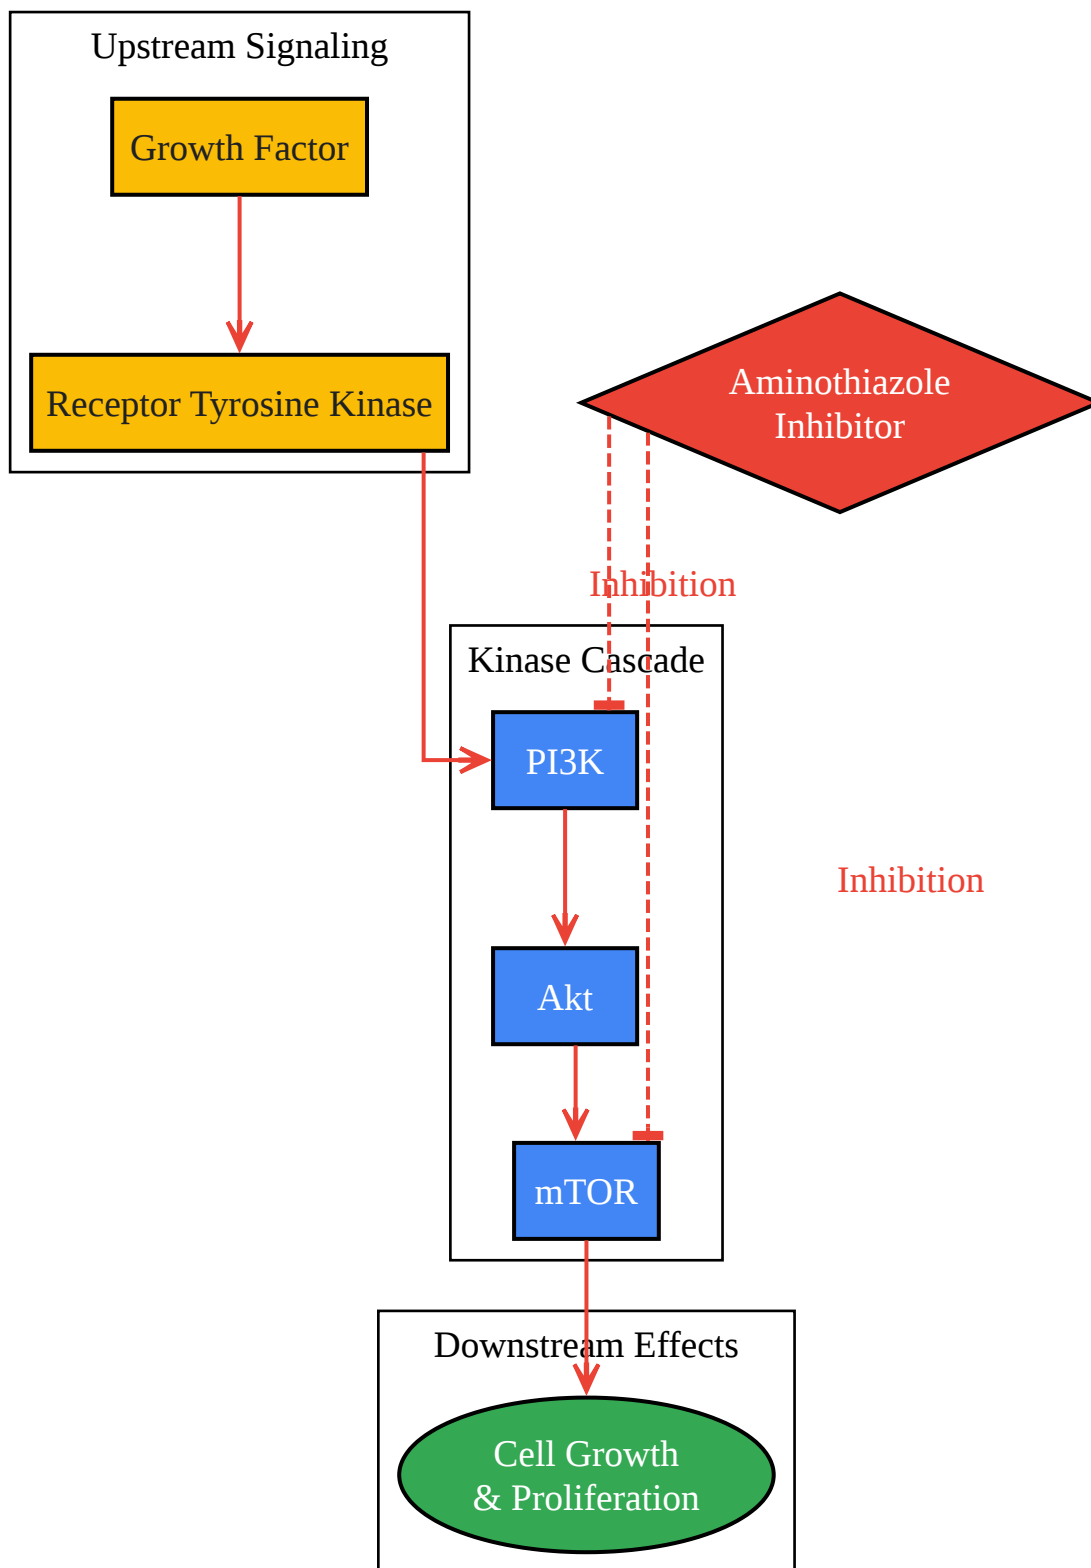 Upstream Signaling
Growth Factor
Receptor Tyrosine Kinase
Aminothiazole
Inhibitor
Inhibition
Kinase Cascade
PI3K
Inhibition
Akt
mTOR
Downstream Effects
Cell Growth
& Proliferation